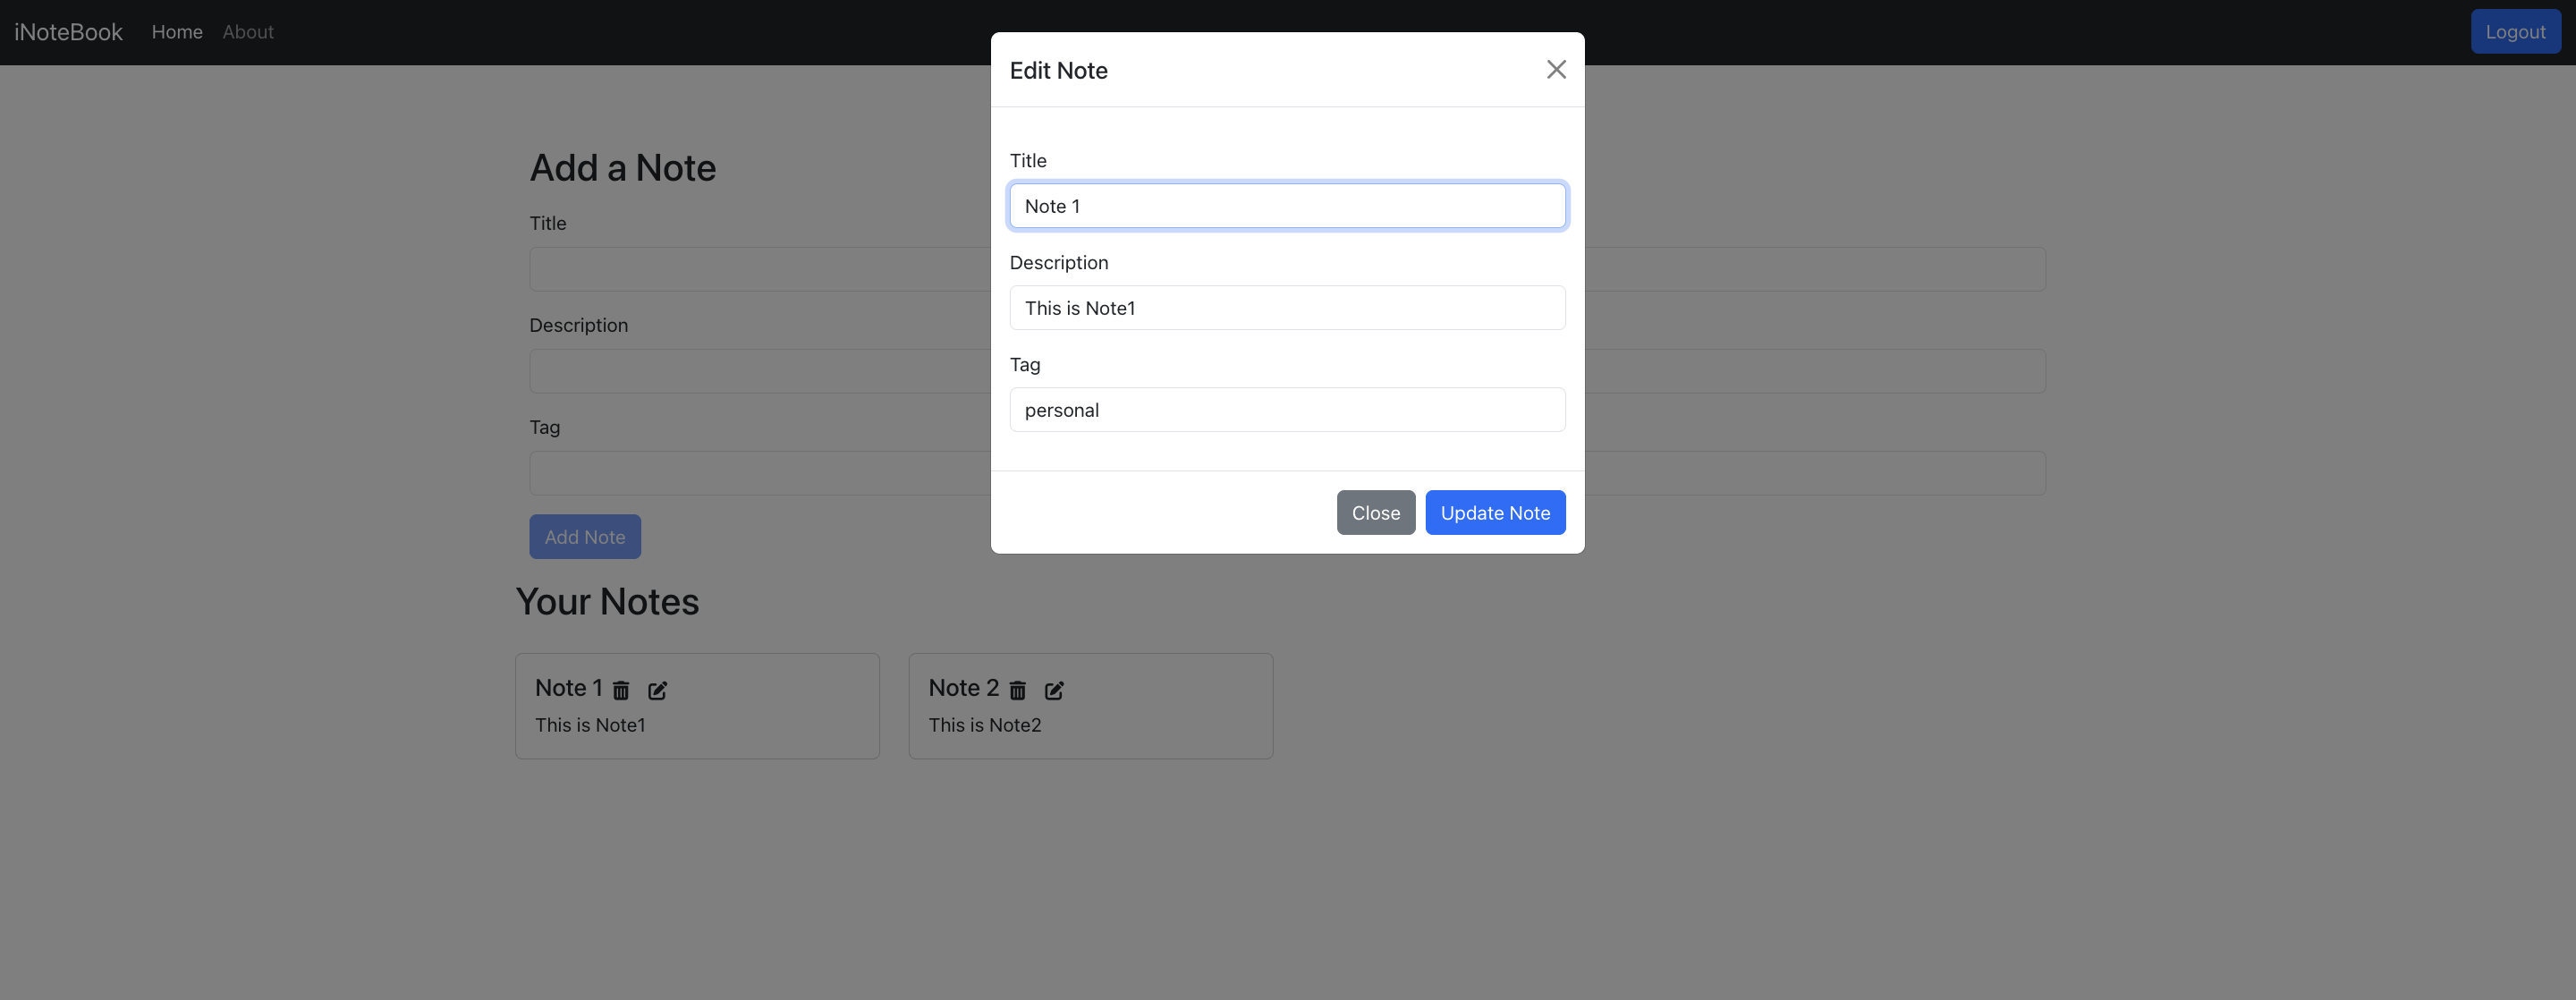 iNoteBook Home About Logout
Edit Note
Title
Note 1
Description
This is Note1
Tag
personal
Close Update Note
Add a Note
Title
Description
Tag
Add Note
Your Notes
Note 1
This is Note1
Note 2
This is Note2